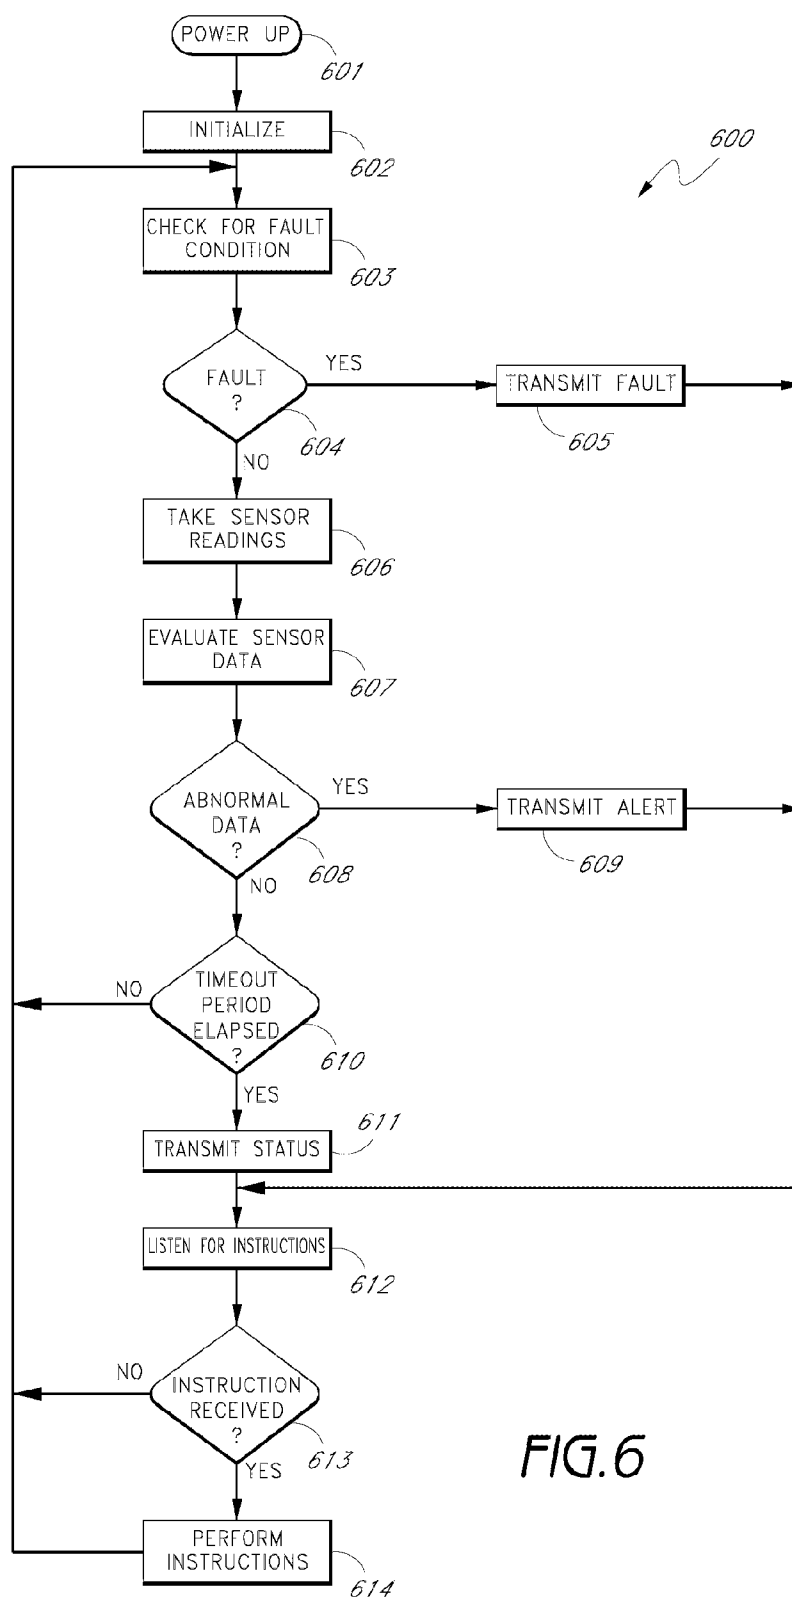 POWER UP
601
INITIALIZE
602
600
CHECK FOR FAULT
CONDITION
603
FAULT
?
604
YES
TRANSMIT FAULT
605
NO
TAKE SENSOR
READINGS
606
EVALUATE SENSOR
DATA
607
ABNORMAL
DATA
?
608
YES
TRANSMIT ALERT
609
NO
TIMEOUT
PERIOD
ELAPSED
?
610
NO
YES
TRANSMIT STATUS
611
LISTEN FOR INSTRUCTIONS
612
NO
INSTRUCTION
RECEIVED
?
613
YES
FIG.6
PERFORM
INSTRUCTIONS
614